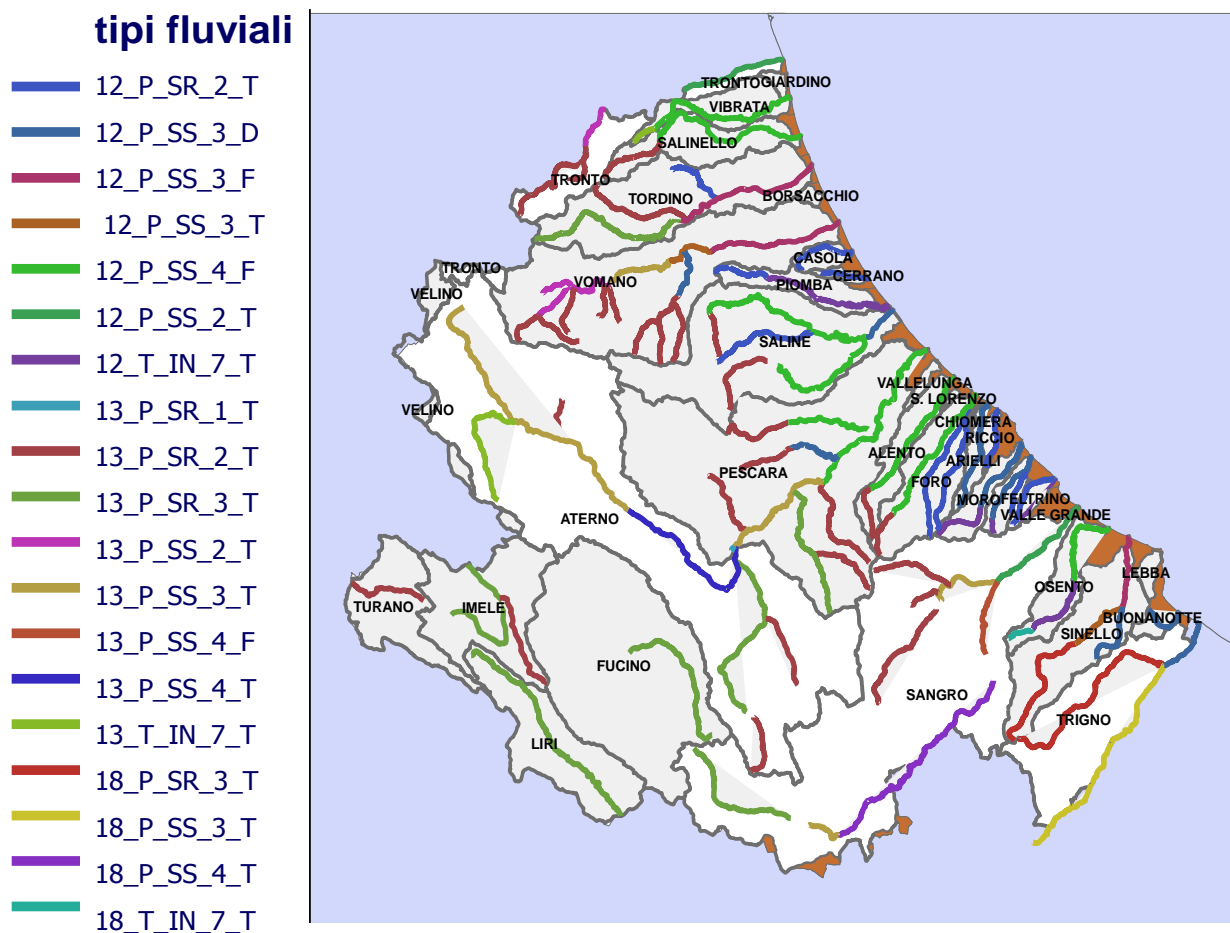 tipi fluviali
12_P_SR_2_T
12_P_SS_3_D
12_P_SS_3_F
12_P_SS_3_T
12_P_SS_4_F
12_P_SS_2_T
12_T_IN_7_T
13_P_SR_1_T
13_P_SR_2_T
13_P_SR_3_T
13_P_SS_2_T
13_P_SS_3_T
13_P_SS_4_F
13_P_SS_4_T
13_T_IN_7_T
18_P_SR_3_T
18_P_SS_3_T
18_P_SS_4_T
18_T_IN_7_T
TRONTO GIARDINO
VIBRATA
SALINELLO
TRONTO
TORDINO
BORSACCHIO
CASOLA
TRONTO
CERRANO
VOMANO
PIOMBA
VELINO
SALINE
VALLELUNGA
S. LORENZO
VELINO
CHIOMERA
RICCIO
ALENTO
ARIELLI
PESCARA
FORO
MORO
FELTRINO
VALLE GRANDE
ATERNO
LEBBA
OSENTO
TURANO
IMELE
BUONANOTTE
SINELLO
FUCINO
SANGRO
TRIGNO
LIRI